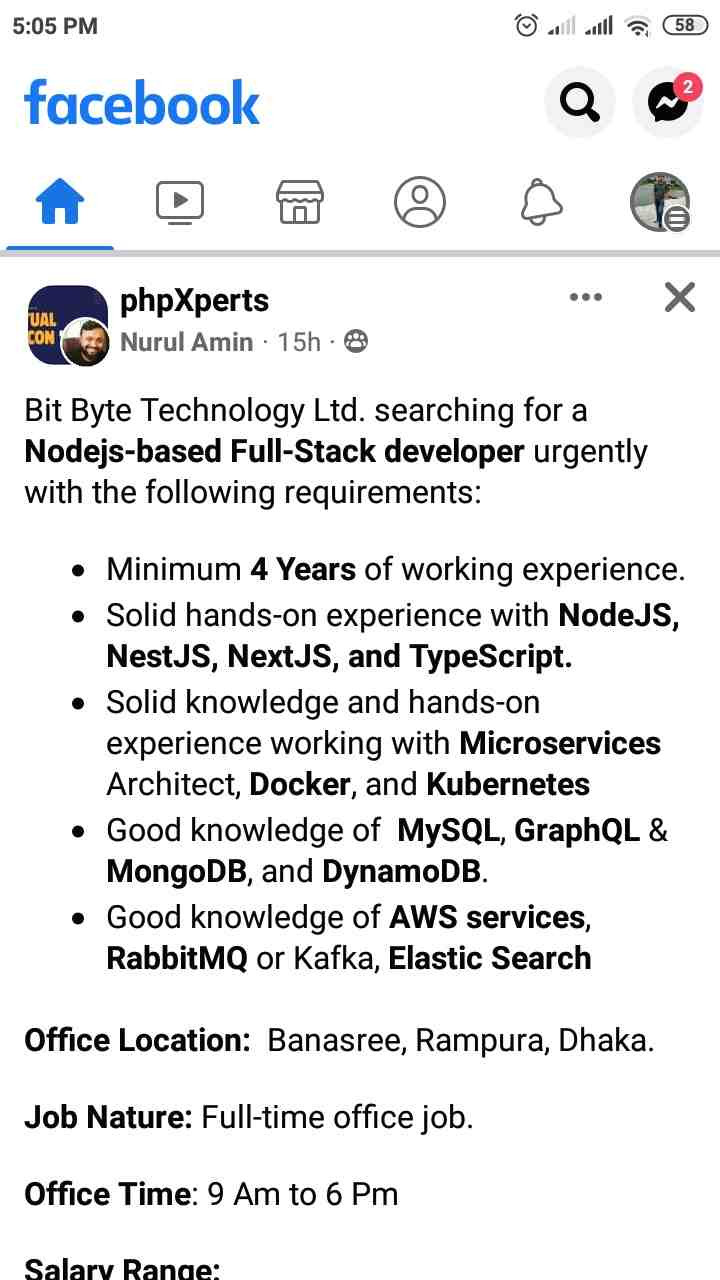 5:05 PM
58
facebook
2
TUAL
CON
phpXperts
Nurul Amin · 15h ·
Bit Byte Technology Ltd. searching for a
Nodejs-based Full-Stack developer urgently
with the following requirements:
• Minimum 4 Years of working experience.
• Solid hands-on experience with NodeJS,
NestJS, NextJS, and TypeScript.
• Solid knowledge and hands-on
experience working with Microservices
Architect, Docker, and Kubernetes
• Good knowledge of MySQL, GraphQL &
MongoDB, and DynamoDB.
• Good knowledge of AWS services,
RabbitMQ or Kafka, Elastic Search
Office Location: Banasree, Rampura, Dhaka.
Job Nature: Full-time office job.
Office Time: 9 Am to 6 Pm
Salary Range: